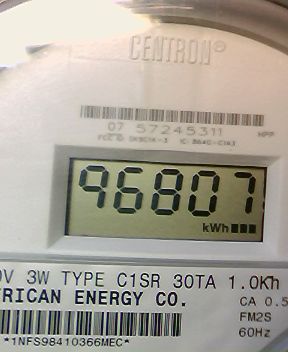 CENTRON®
07 57245311
96807
kWh
V 3W TYPE C1SR 30TA 1.0Kh
RICAN ENERGY CO.
CA 0.5
FM2S
60Hz
*1NFS98410366MEC*